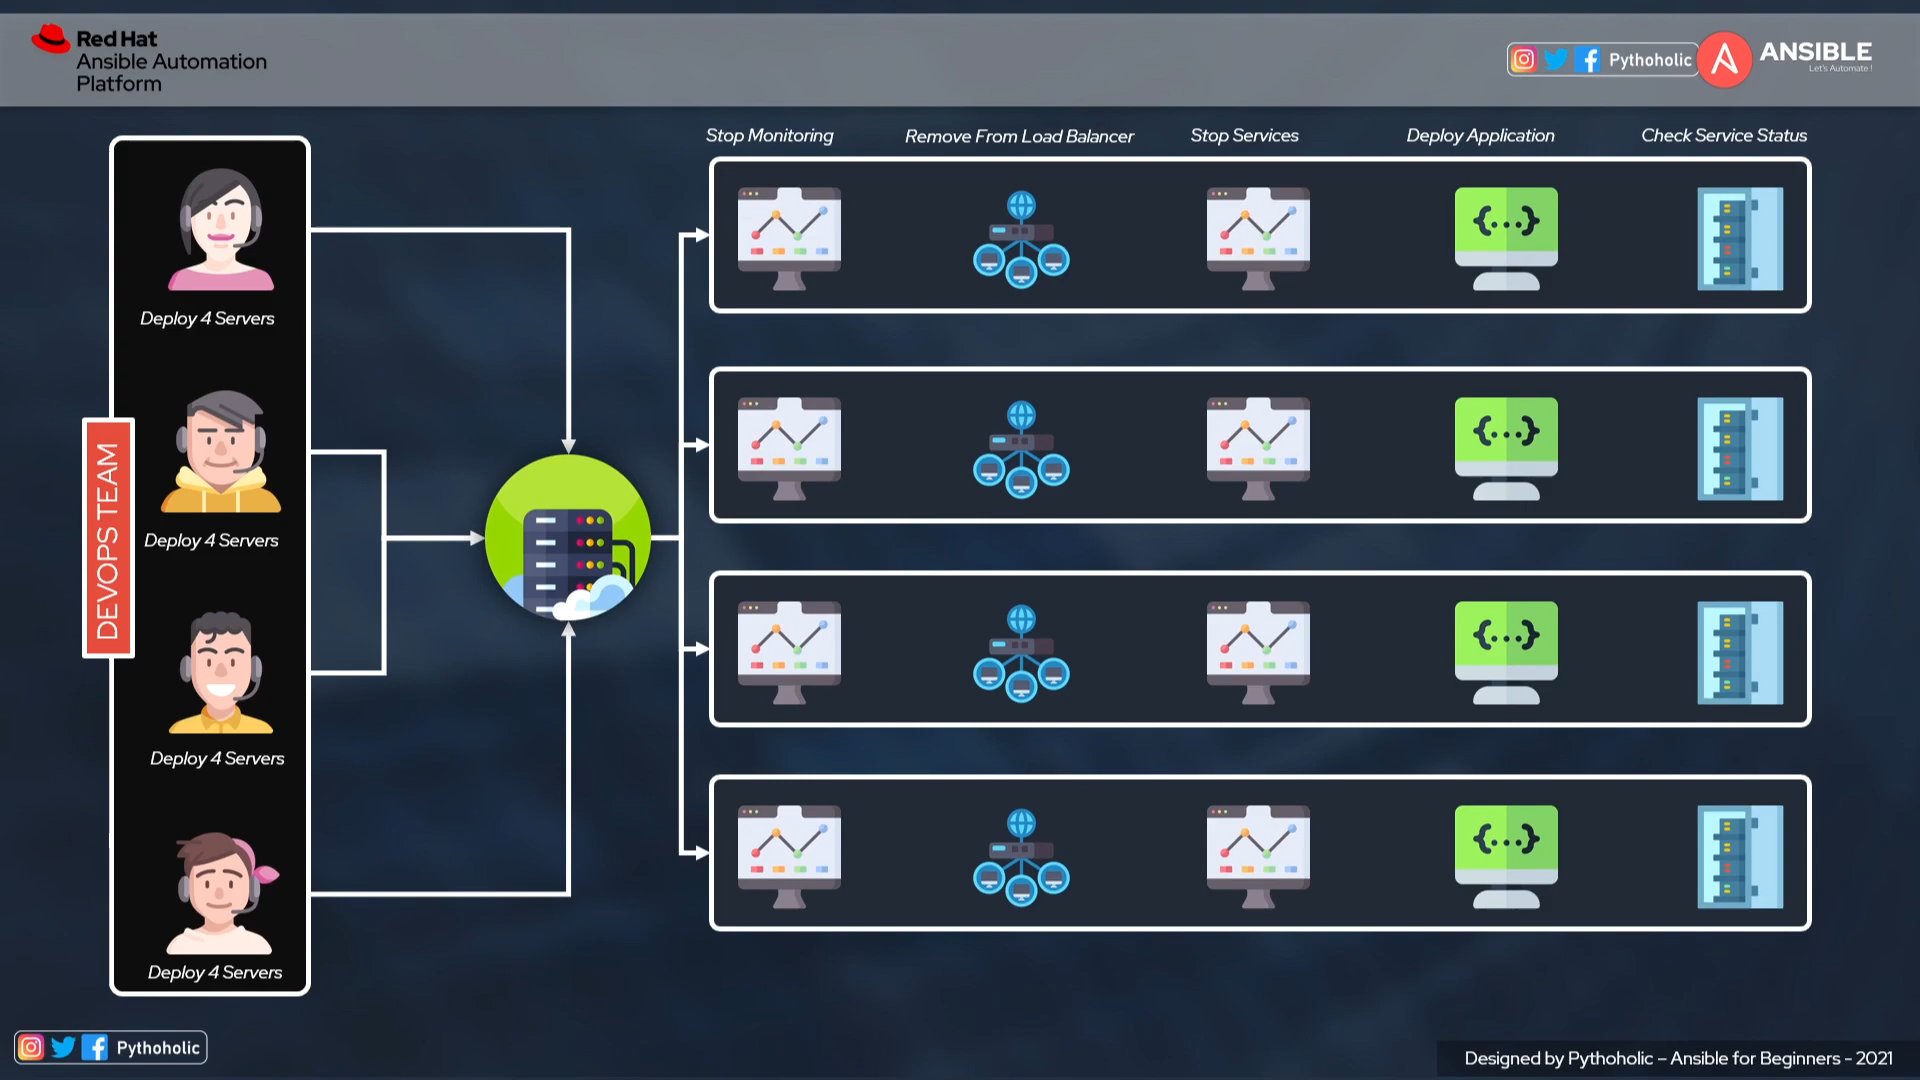 Red Hat
Ansible Automation
Platform
Pythoholic
ANSIBLE
Let's Automate !
Stop Monitoring
Remove From Load Balancer
Stop Services
Deploy Application
Check Service Status
DEVOPS TEAM
Deploy 4 Servers
Deploy 4 Servers
Deploy 4 Servers
Deploy 4 Servers
Pythoholic
Designed by Pythoholic – Ansible for Beginners - 2021